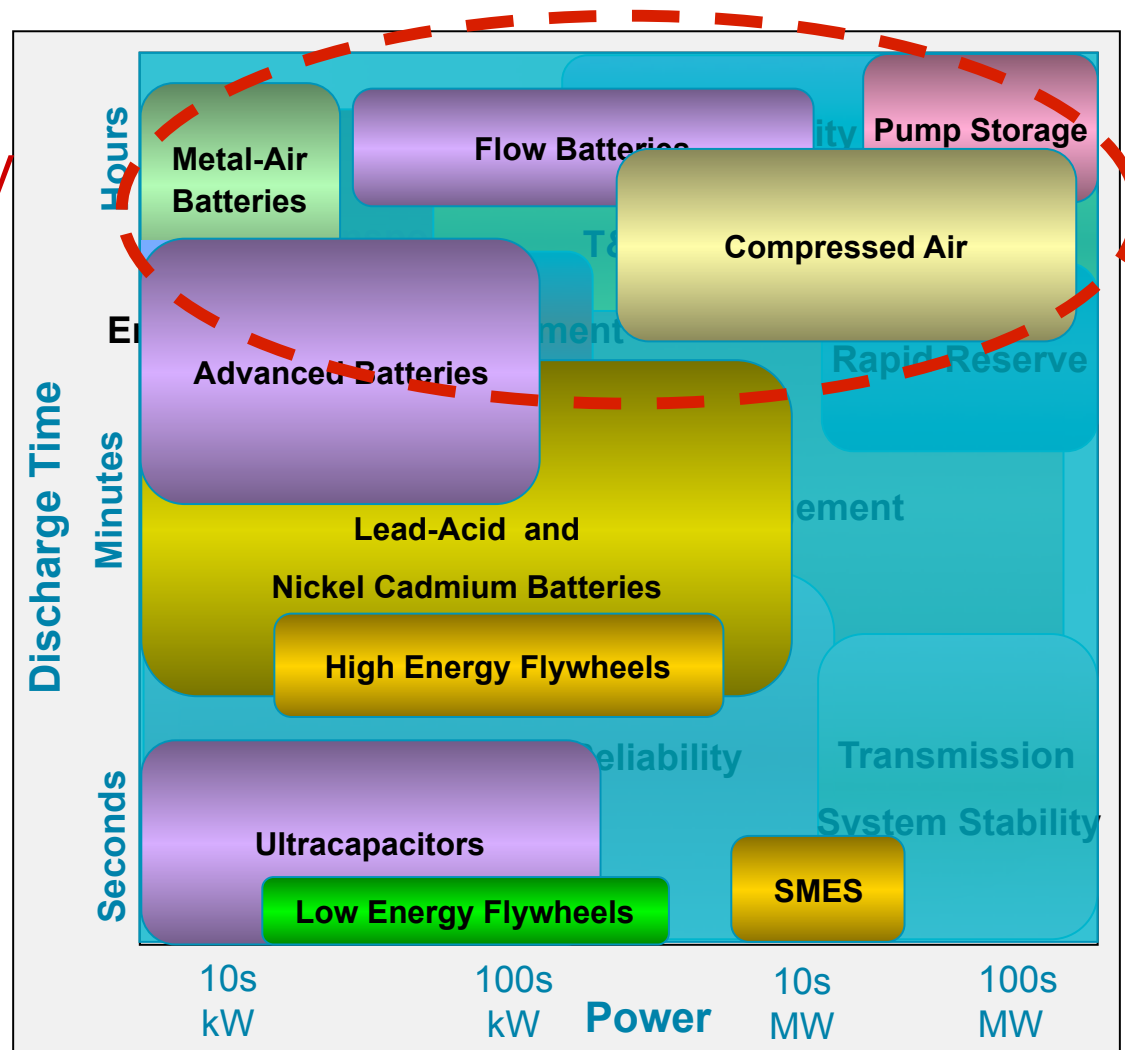 Hours
Minutes
Seconds
Discharge Time
Metal-Air
Batteries
Flow Batteries
Pump Storage
Compressed Air
Advanced Batteries
Rapid Reserve
Lead-Acid and
Nickel Cadmium Batteries
High Energy Flywheels
Reliability
Transmission
System Stability
Ultracapacitors
Low Energy Flywheels
SMES
10s
kW
100s
kW
Power
10s
MW
100s
MW